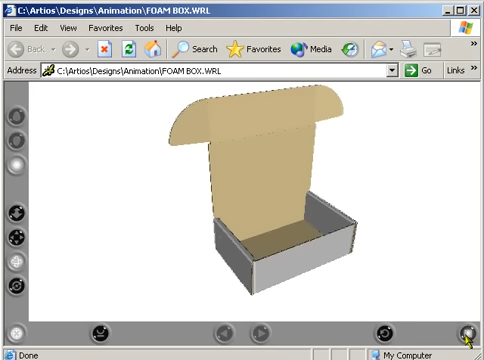 C:\Artios\Designs\Animation\FOAM BOX.WRL
File Edit View Favorites Tools Help
Back Search Favorites Media
Address C:\Artios\Designs\Animation\FOAM BOX.WRL Go Links
Done My Computer